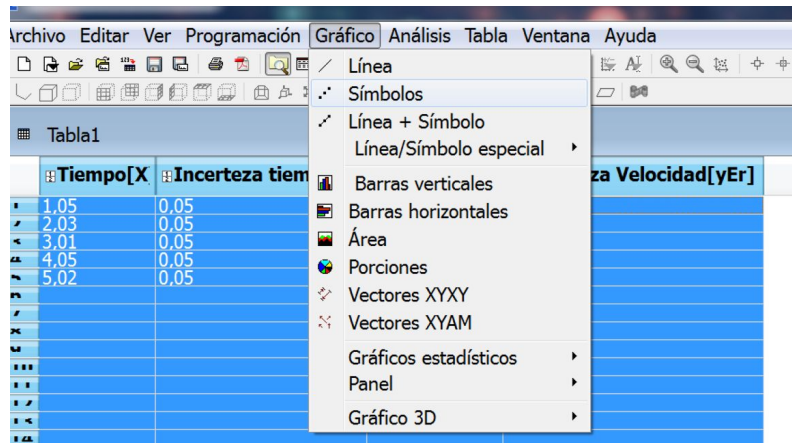 Archivo Editar Ver Programación Gráfico Análisis Tabla Ventana Ayuda
Línea
Símbolos
Línea + Símbolo
Línea/Símbolo especial
Barras verticales
Barras horizontales
Área
Porciones
Vectores XYXY
Vectores XYAM
Gráficos estadísticos
Panel
Gráfico 3D
Tabla1
Tiempo[X Incerteza tiem za Velocidad[yEr]
1,05 0,05
2,03 0,05
3,01 0,05
4,05 0,05
5,02 0,05